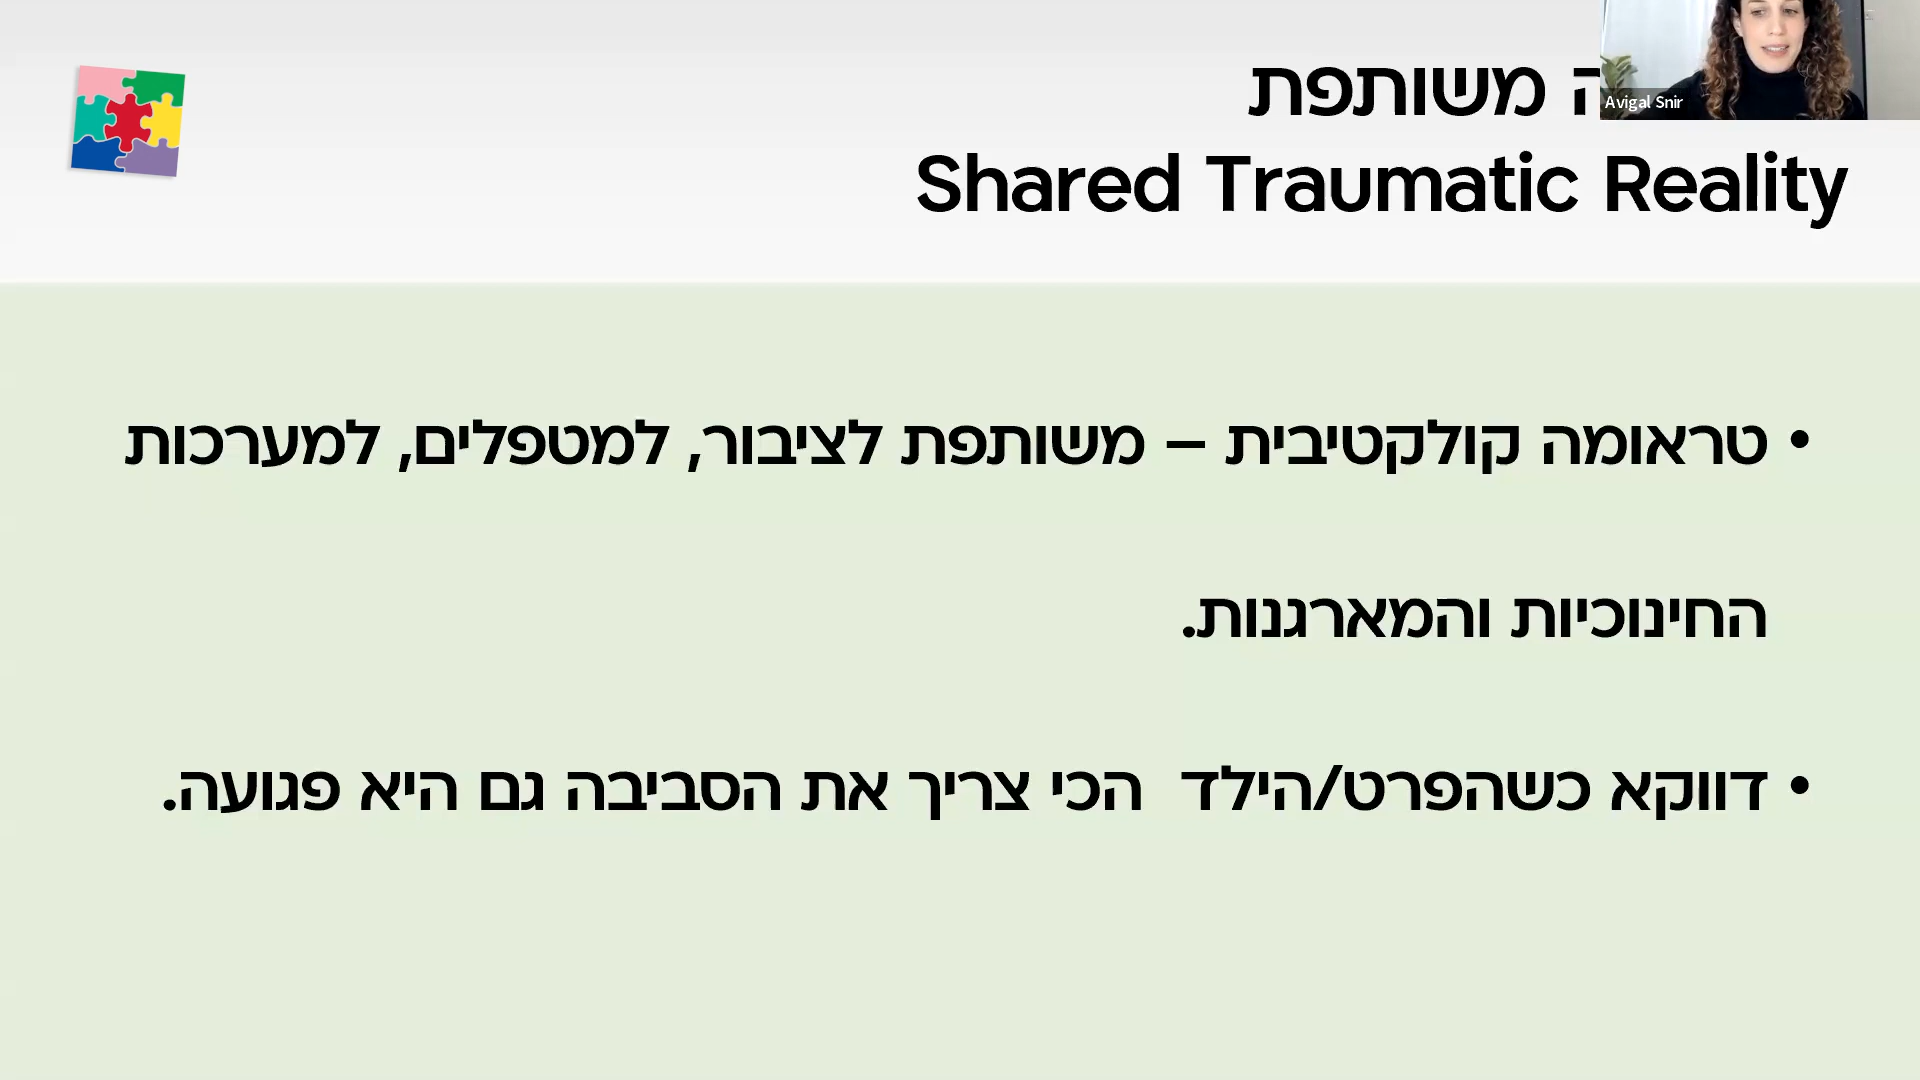 משותפת
Shared Traumatic Reality
Avigal Snir
• טראומה קולקטיבית – משותפת לציבור, למטפלים, למערכות
החינוכיות והמארגנות.
• דווקא כשהפרט/הילד הכי צריך את הסביבה גם היא פגועה.